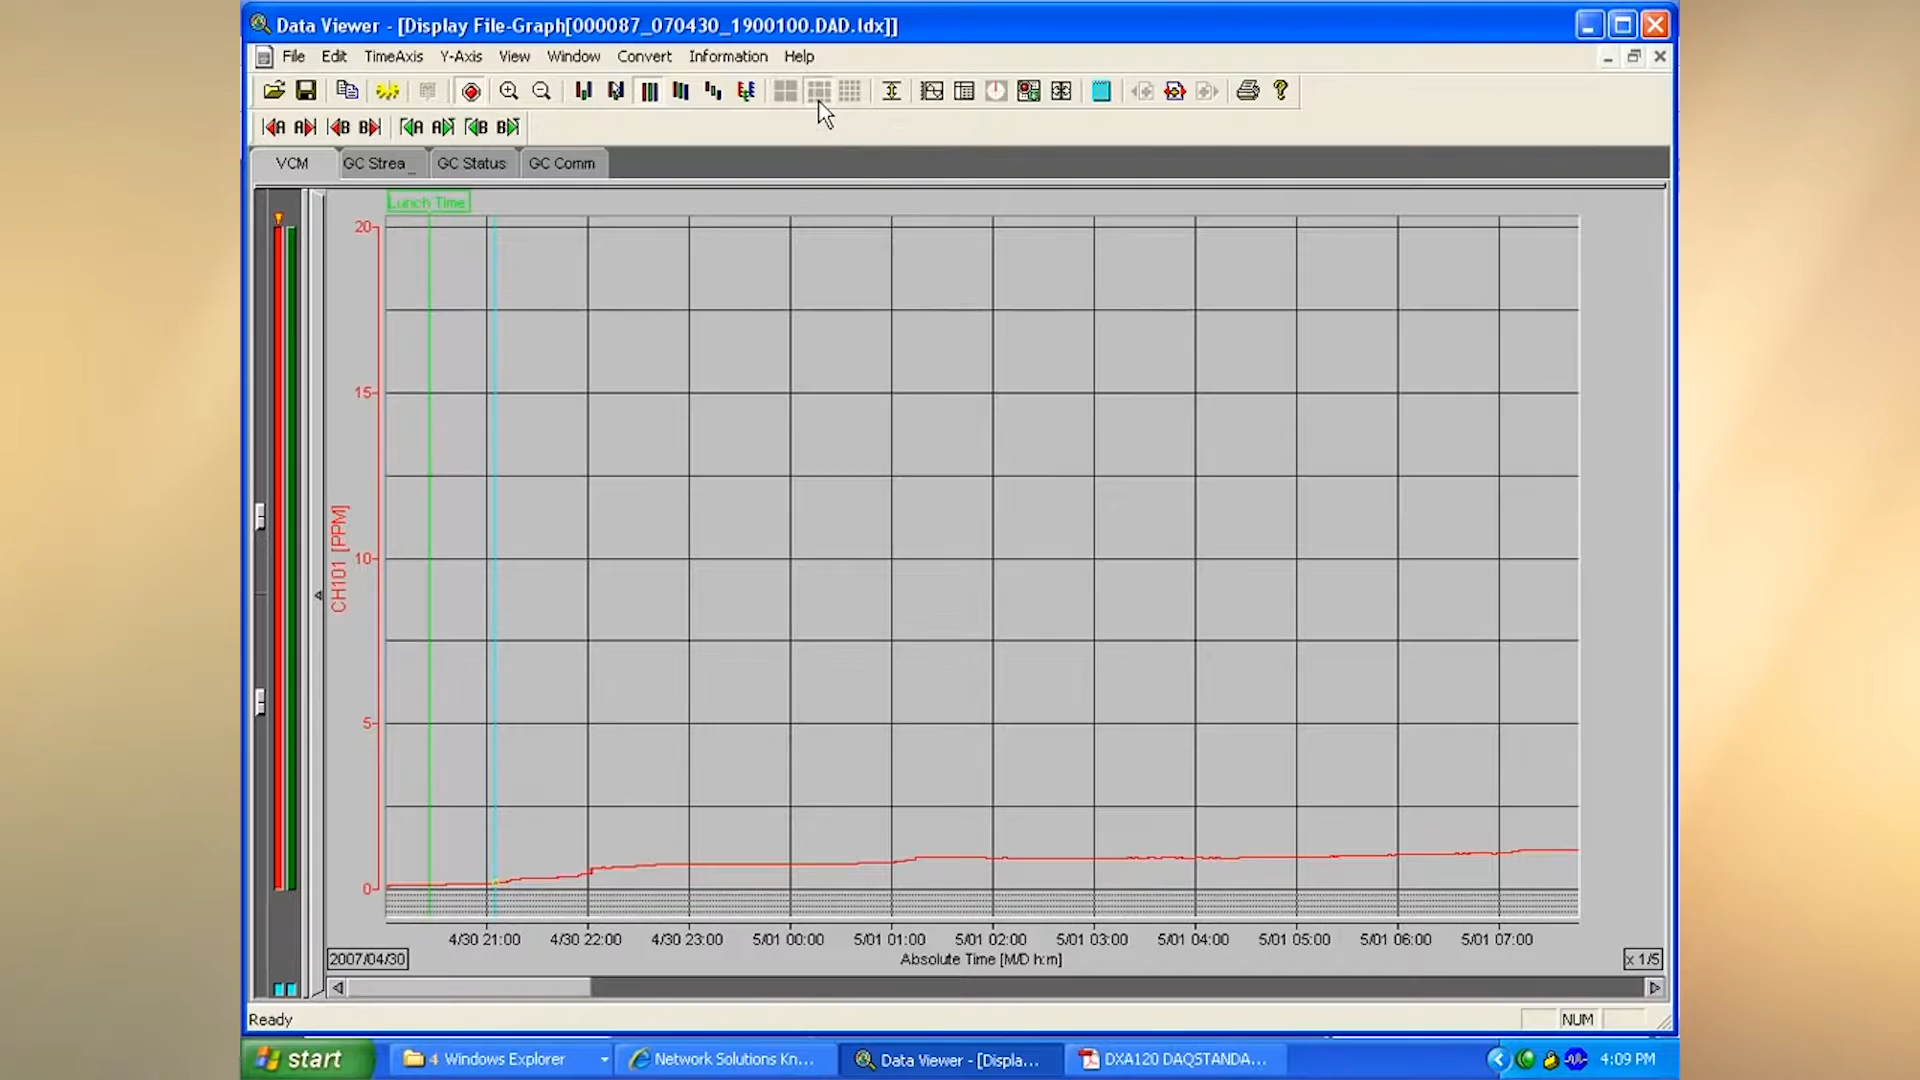 Data Viewer - [Display File-Graph[000087_070430_1900100.DAD.ldx]]
File Edit TimeAxis Y-Axis View Window Convert Information Help
A A B B A A B B
VCM GC Strea_ GC Status GC Comm
Lunch Time
20
15
10
5
0
CH101 [PPM]
4/30 21:00 4/30 22:00 4/30 23:00 5/01 00:00 5/01 01:00 5/01 02:00 5/01 03:00 5/01 04:00 5/01 05:00 5/01 06:00 5/01 07:00
2007/04/30 Absolute Time [M/D h:m] x 1/5
Ready NUM
start 4 Windows Explorer Network Solutions Kn... Data Viewer - [Displa... DXA120 DAQSTANDA... 4:09 PM